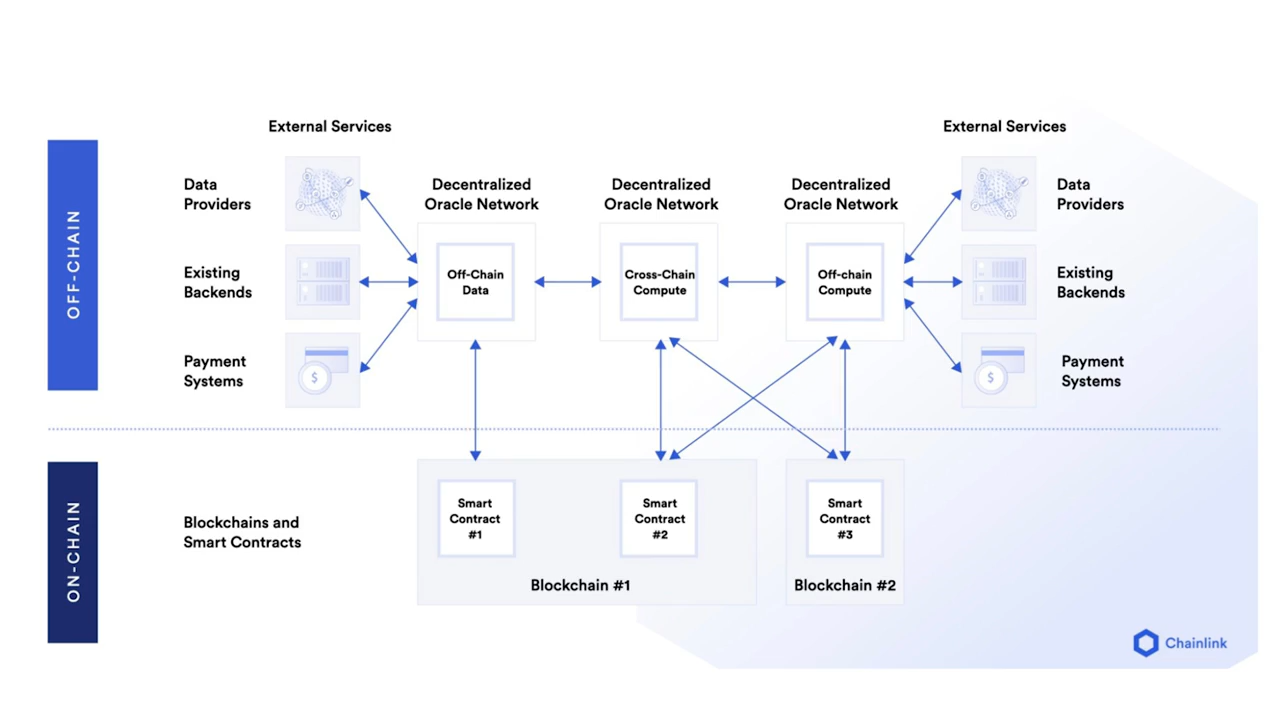 External Services
External Services
OFF-CHAIN
Data
Providers
Existing
Backends
Payment
Systems
$
Decentralized
Oracle Network
Off-Chain
Data
Decentralized
Oracle Network
Cross-Chain
Compute
Decentralized
Oracle Network
Off-chain
Compute
Data
Providers
Existing
Backends
$
Payment
Systems
ON-CHAIN
Blockchains and
Smart Contracts
Smart
Contract
#1
Smart
Contract
#2
Blockchain #1
Smart
Contract
#3
Blockchain #2
Chainlink